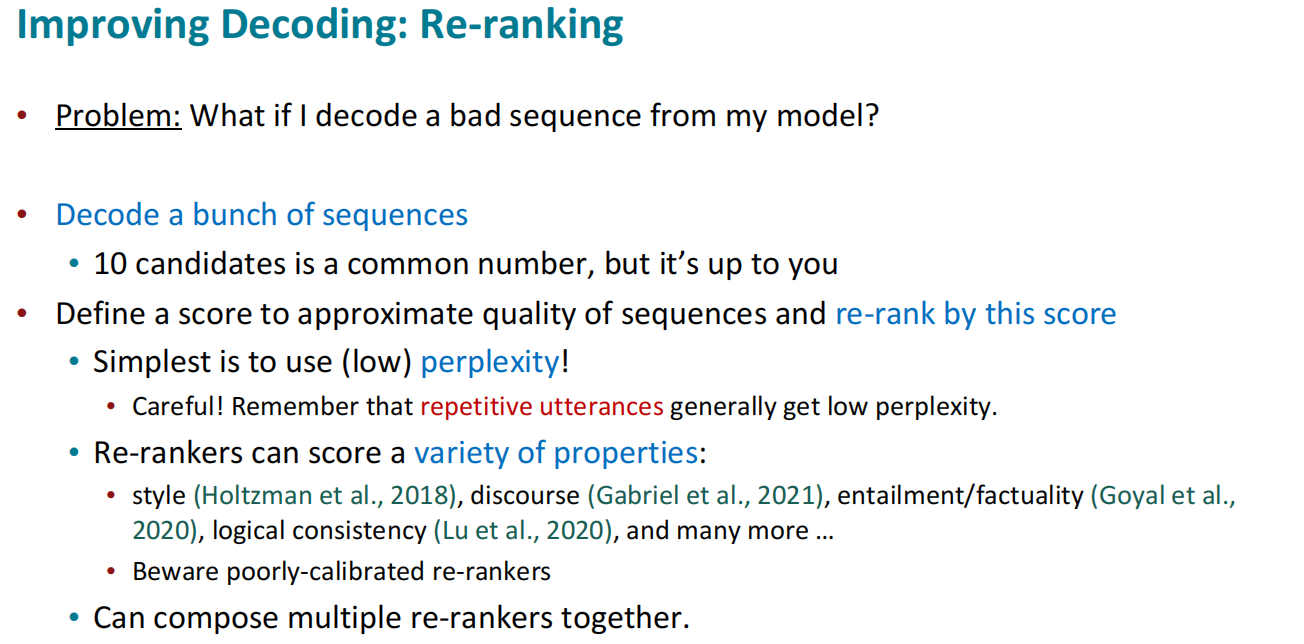 Improving Decoding: Re-ranking
• Problem: What if I decode a bad sequence from my model?
• Decode a bunch of sequences
• 10 candidates is a common number, but it’s up to you
• Define a score to approximate quality of sequences and re-rank by this score
• Simplest is to use (low) perplexity!
• Careful! Remember that repetitive utterances generally get low perplexity.
• Re-rankers can score a variety of properties:
• style (Holtzman et al., 2018), discourse (Gabriel et al., 2021), entailment/factuality (Goyal et al.,
2020), logical consistency (Lu et al., 2020), and many more …
• Beware poorly-calibrated re-rankers
• Can compose multiple re-rankers together.